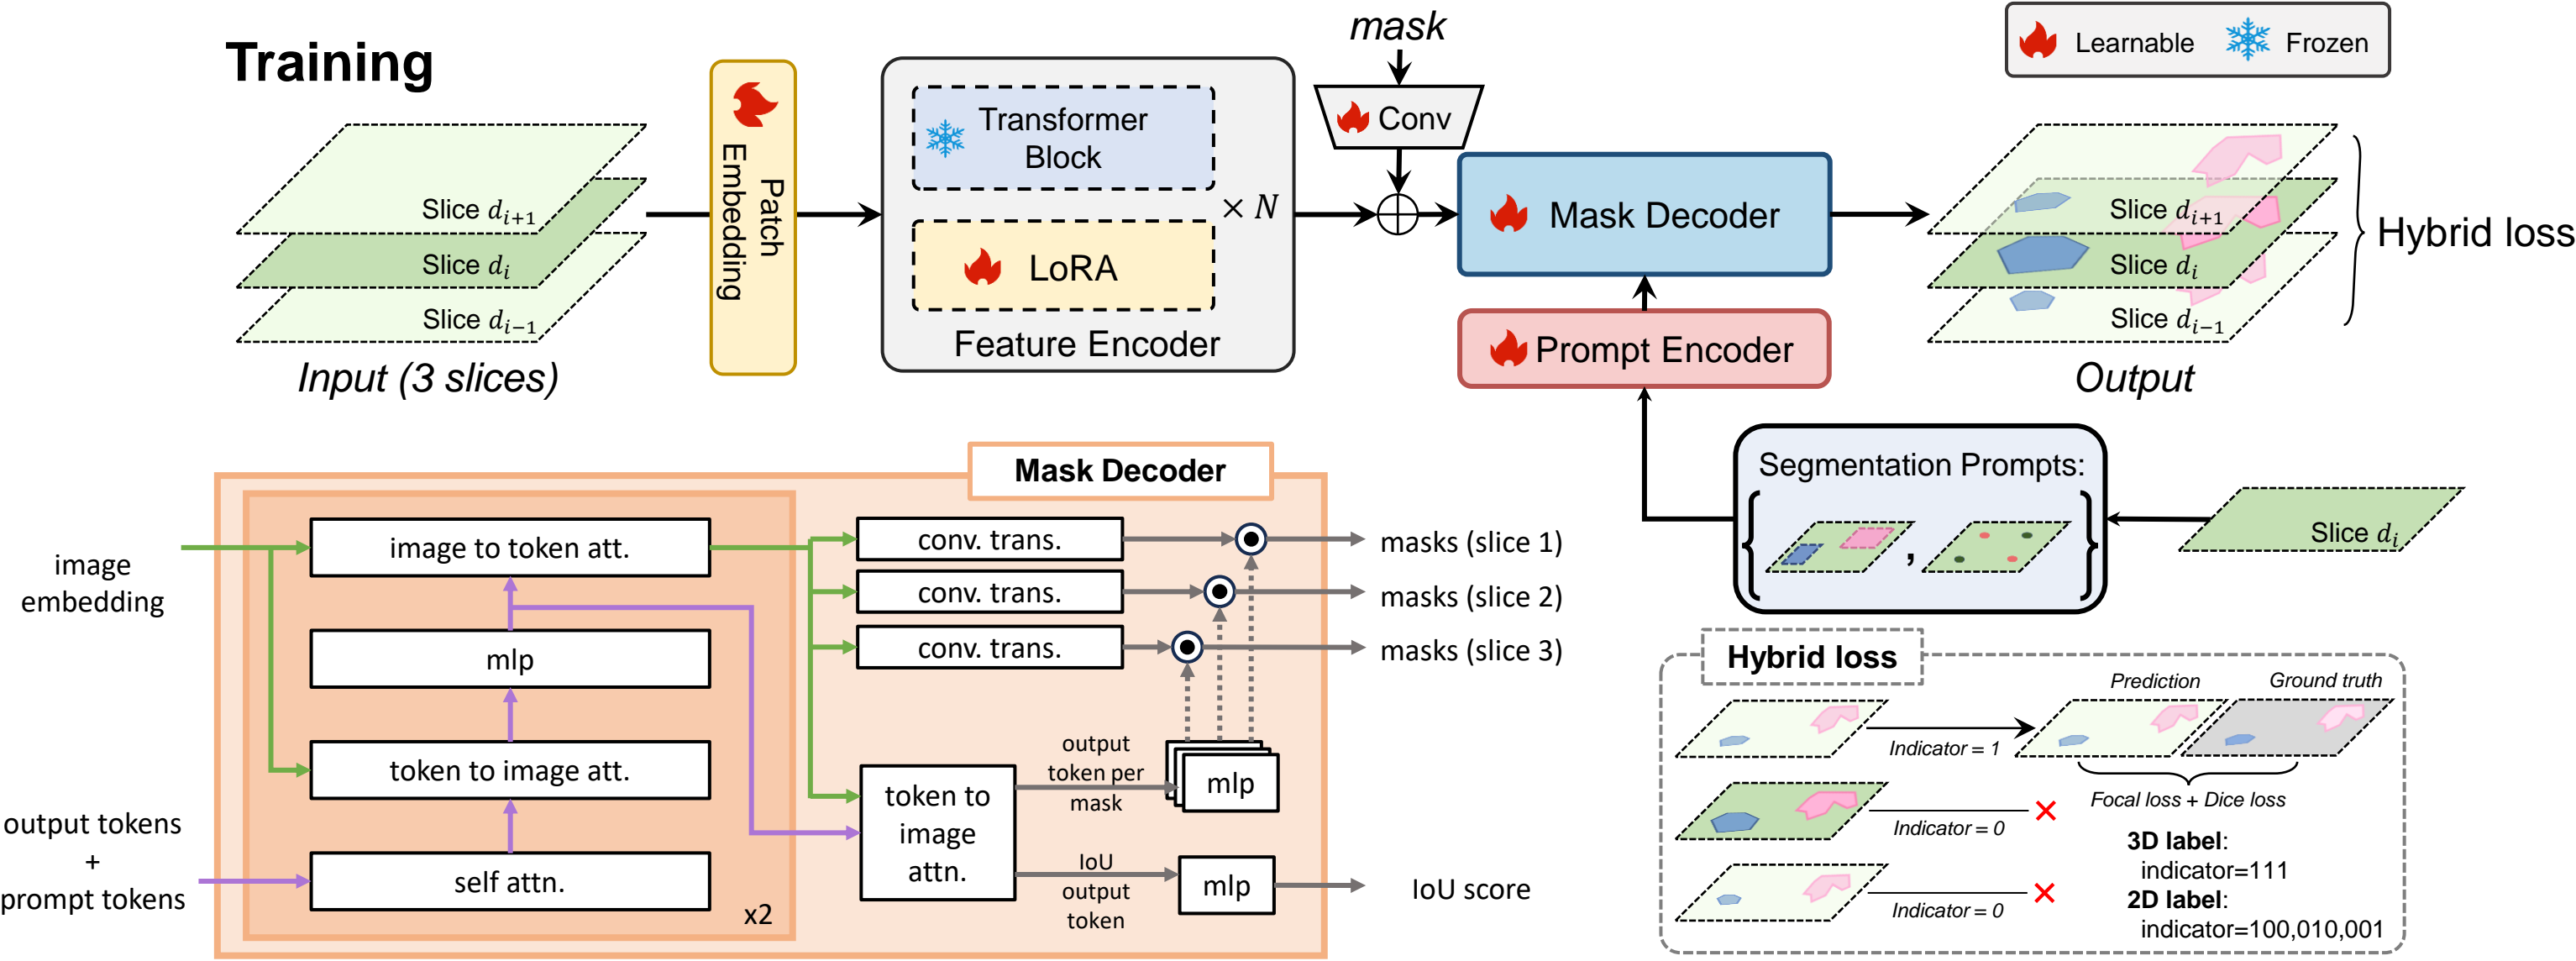 Training
mask
Learnable
Frozen
Patch
Embedding
Transformer
Block
LoRA
× N
Feature Encoder
Conv
Mask Decoder
Prompt Encoder
Slice d_{i+1}
Slice d_i
Slice d_{i−1}
Input (3 slices)
Slice d_{i+1}
Slice d_i
Slice d_{i−1}
Output
Hybrid loss
Segmentation Prompts:
{ , }
Slice d_i
Mask Decoder
image
embedding
output tokens
+
prompt tokens
image to token att.
mlp
token to image att.
self attn.
x2
conv. trans.
conv. trans.
conv. trans.
masks (slice 1)
masks (slice 2)
masks (slice 3)
token to
image
attn.
output
token per
mask
mlp
IoU
output
token
mlp
IoU score
Hybrid loss
Prediction
Ground truth
Indicator = 1
Focal loss + Dice loss
Indicator = 0
Indicator = 0
3D label:
indicator=111
2D label:
indicator=100,010,001